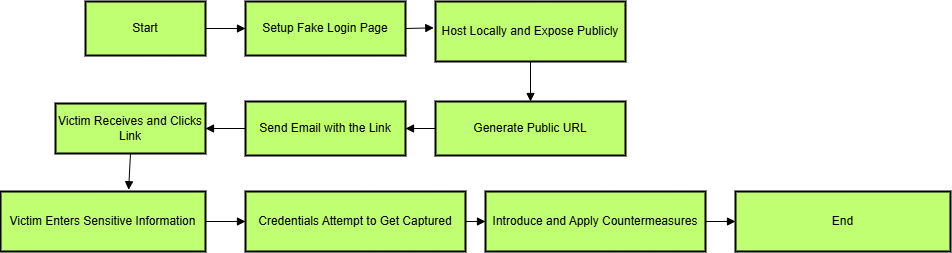 Start
Setup Fake Login Page
Host Locally and Expose Publicly
Victim Receives and Clicks
Link
Send Email with the Link
Generate Public URL
Victim Enters Sensitive Information
Credentials Attempt to Get Captured
Introduce and Apply Countermeasures
End